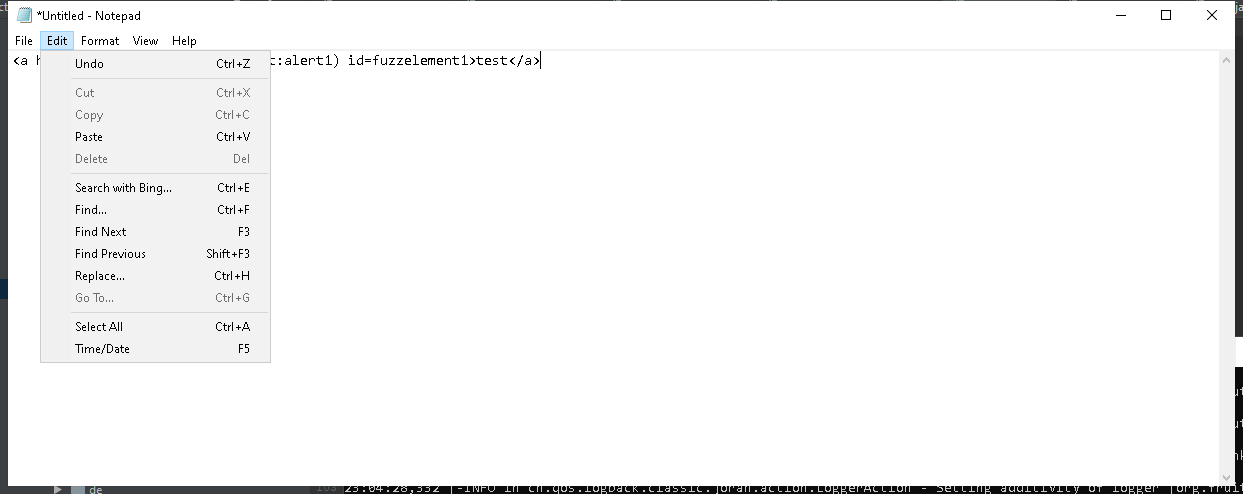 *Untitled - Notepad
File Edit Format View Help
<a h t:alert1) id=fuzzelement1>test</a>
Undo Ctrl+Z
Cut Ctrl+X
Copy Ctrl+C
Paste Ctrl+V
Delete Del
Search with Bing... Ctrl+E
Find... Ctrl+F
Find Next F3
Find Previous Shift+F3
Replace... Ctrl+H
Go To... Ctrl+G
Select All Ctrl+A
Time/Date F5
de
23:04:28,332 |-INFO in ch.qos.logback.classic.joran.action.LoggerAction - Setting additivity of logger